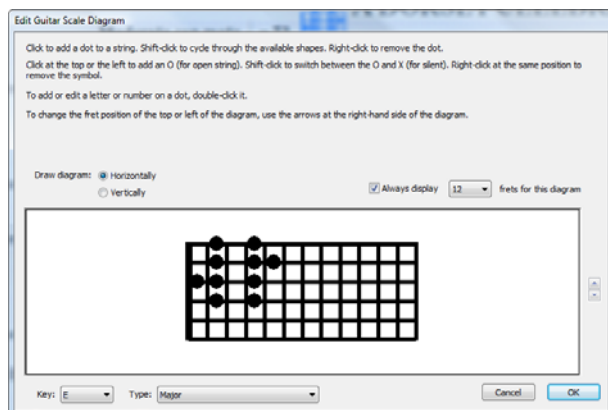 Edit Guitar Scale Diagram
Click to add a dot to a string. Shift-click to cycle through the available shapes. Right-click to remove the dot.
Click at the top or the left to add an O (for open string). Shift-click to switch between the O and X (for silent). Right-click at the same position to
remove the symbol.
To add or edit a letter or number on a dot, double-click it.
To change the fret position of the top or left of the diagram, use the arrows at the right-hand side of the diagram.
Draw diagram: Horizontally
Vertically
Always display 12 frets for this diagram
Key: E Type: Major Cancel OK